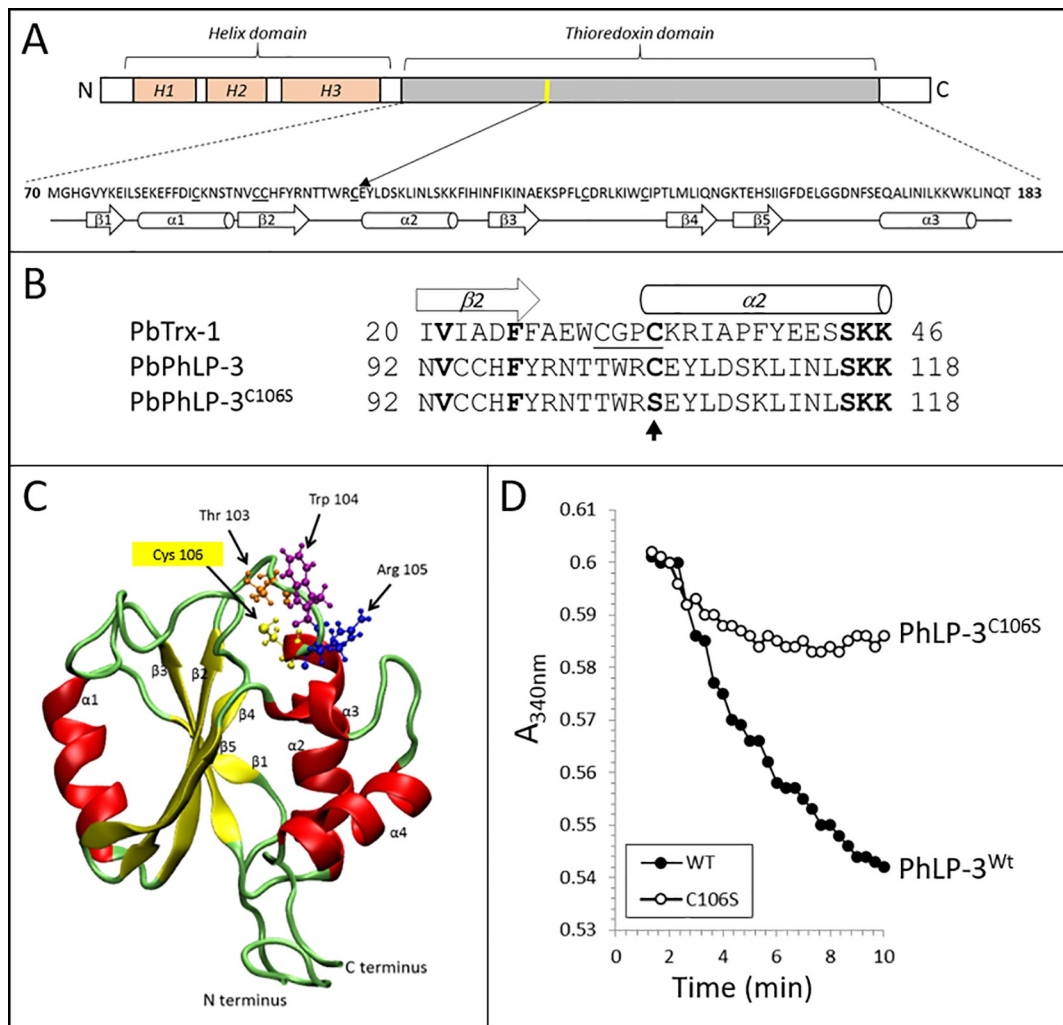 A
Helix domain
Thioredoxin domain
N H1 H2 H3 C
70 MGHGVYKEILSEKEFFDICKNSTNVCCHFYRNTTWRCEYLDSKLINLSKKFIHINFIKINAEKSPFLCDRLKIWCIPTLMLIQNGKTEHSIIGFDELGGDNFSEQALINILKKWKLINQT 183
β1 α1 β2 α2 β3 β4 β5 α3
B
β2 α2
PbTrx-1 20 IVIADFFAEWCGPCKRIAPFYEESSKK 46
PbPhLP-3 92 NVCCHFYRNTTWRCEYLDSKLINLSKK 118
PbPhLP-3C106S 92 NVCCHFYRNTTWRSEYLDSKLINLSKK 118
C
Trp 104
Thr 103
Cys 106
Arg 105
β3 β2
α1
β4
α3
β5
β1
α2
α4
C terminus
N terminus
D
0.61
0.6
0.59
0.58
0.57
0.56
0.55
0.54
0.53
A340nm
PhLP-3C106S
PhLP-3Wt
WT
C106S
0 2 4 6 8 10
Time (min)